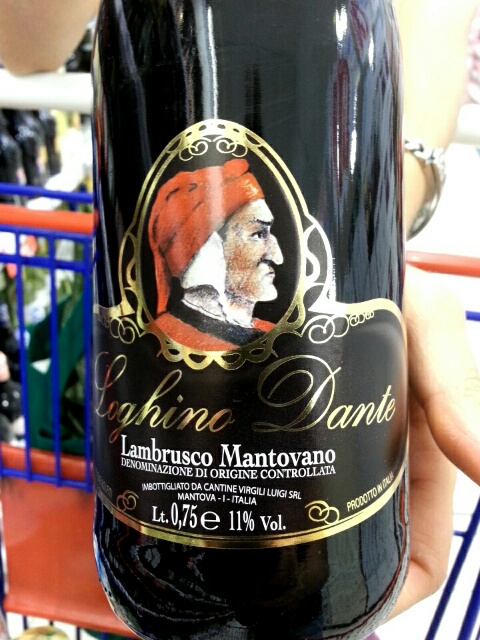 Loghino Dante
Lambrusco Mantovano
DENOMINAZIONE DI ORIGINE CONTROLLATA
IMBOTTIGLIATO DA CANTINE VIRGILI LUIGI SRL
MANTOVA - I - ITALIA
PRODOTTO IN ITALIA
Lt. 0,75 e 11% Vol.